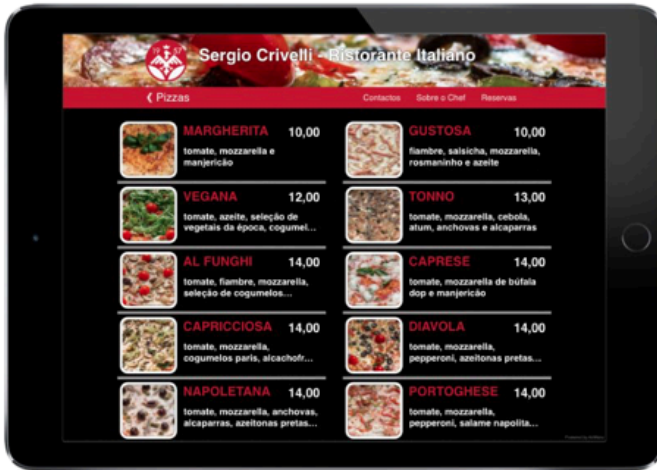 19 57
Sergio Crivelli - Ristorante Italiano
❮ Pizzas
Contactos Sobre o Chef Reservas
MARGHERITA 10,00
tomate, mozzarella e
manjericão
GUSTOSA 10,00
fiambre, salsicha, mozzarella,
rosmaninho e azeite
VEGANA 12,00
tomate, azeite, seleção de
vegetais da época, cogumel...
TONNO 13,00
tomate, mozzarella, cebola,
atum, anchovas e alcaparras
AL FUNGHI 14,00
tomate, fiambre, mozzarella,
seleção de cogumelos...
CAPRESE 14,00
tomate, mozzarella de búfala
dop e manjericão
CAPRICCIOSA 14,00
tomate, mozzarella,
cogumelos paris, alcachofr...
DIAVOLA 14,00
tomate, mozzarella,
pepperoni, azeitonas pretas...
NAPOLETANA 14,00
tomate, mozzarella, anchovas,
alcaparras, azeitonas pretas...
PORTOGHESE 14,00
tomate, mozzarella,
pepperoni, salame napolita...